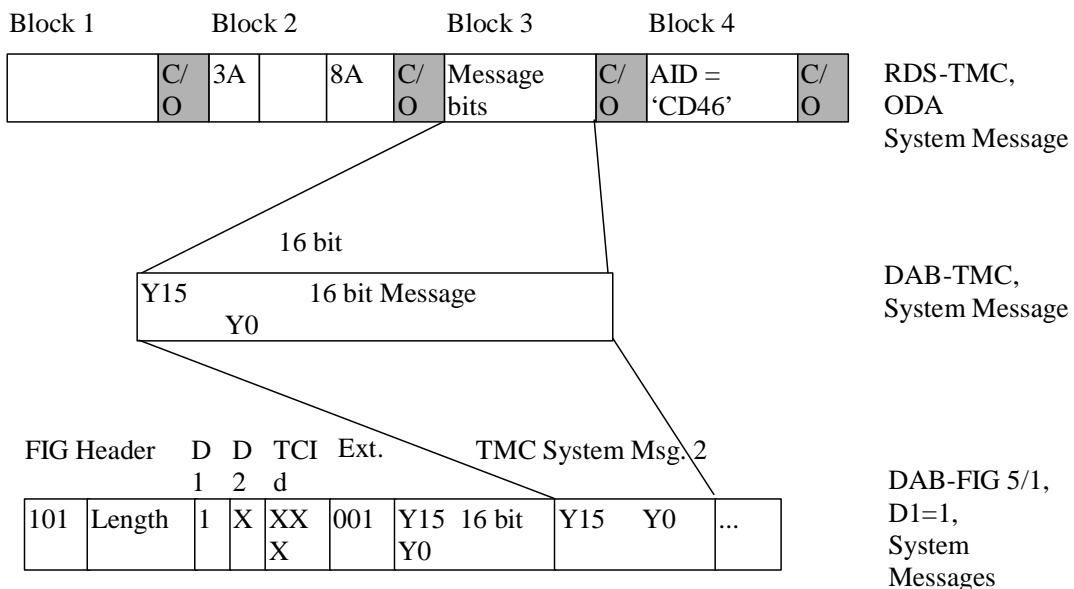 Block 1 Block 2 Block 3 Block 4
C/ 3A 8A C/ Message C/ AID = C/
O O bits O ‘CD46’ O
RDS-TMC,
ODA
System Message
16 bit
Y15 16 bit Message
Y0
DAB-TMC,
System Message
FIG Header D D TCI Ext. TMC System Msg. 2
1 2 d
101 Length 1 X XX 001 Y15 16 bit Y15 Y0 ...
X Y0
DAB-FIG 5/1,
D1=1,
System
Messages